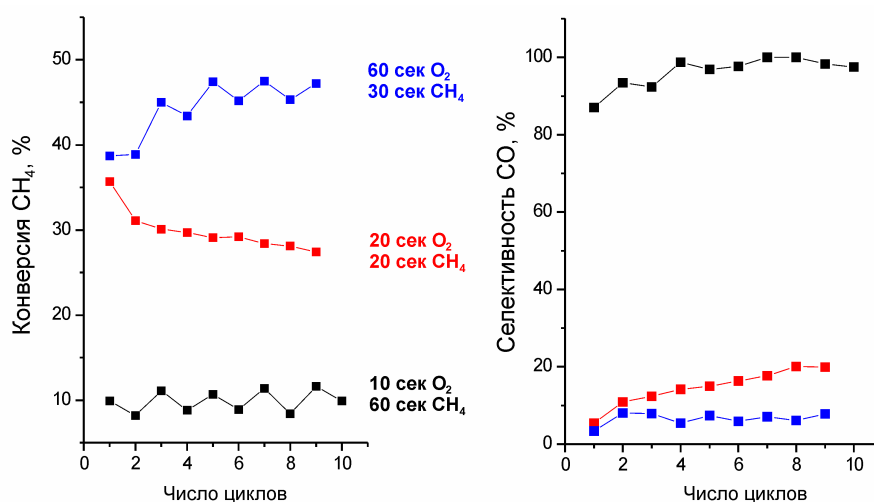 Конверсия CH₄, %
50
40
30
20
10
0 2 4 6 8 10
Число циклов
60 сек O₂
30 сек CH₄
20 сек O₂
20 сек CH₄
10 сек O₂
60 сек CH₄
Селективность CO, %
100
80
60
40
20
0
0 2 4 6 8 10
Число циклов